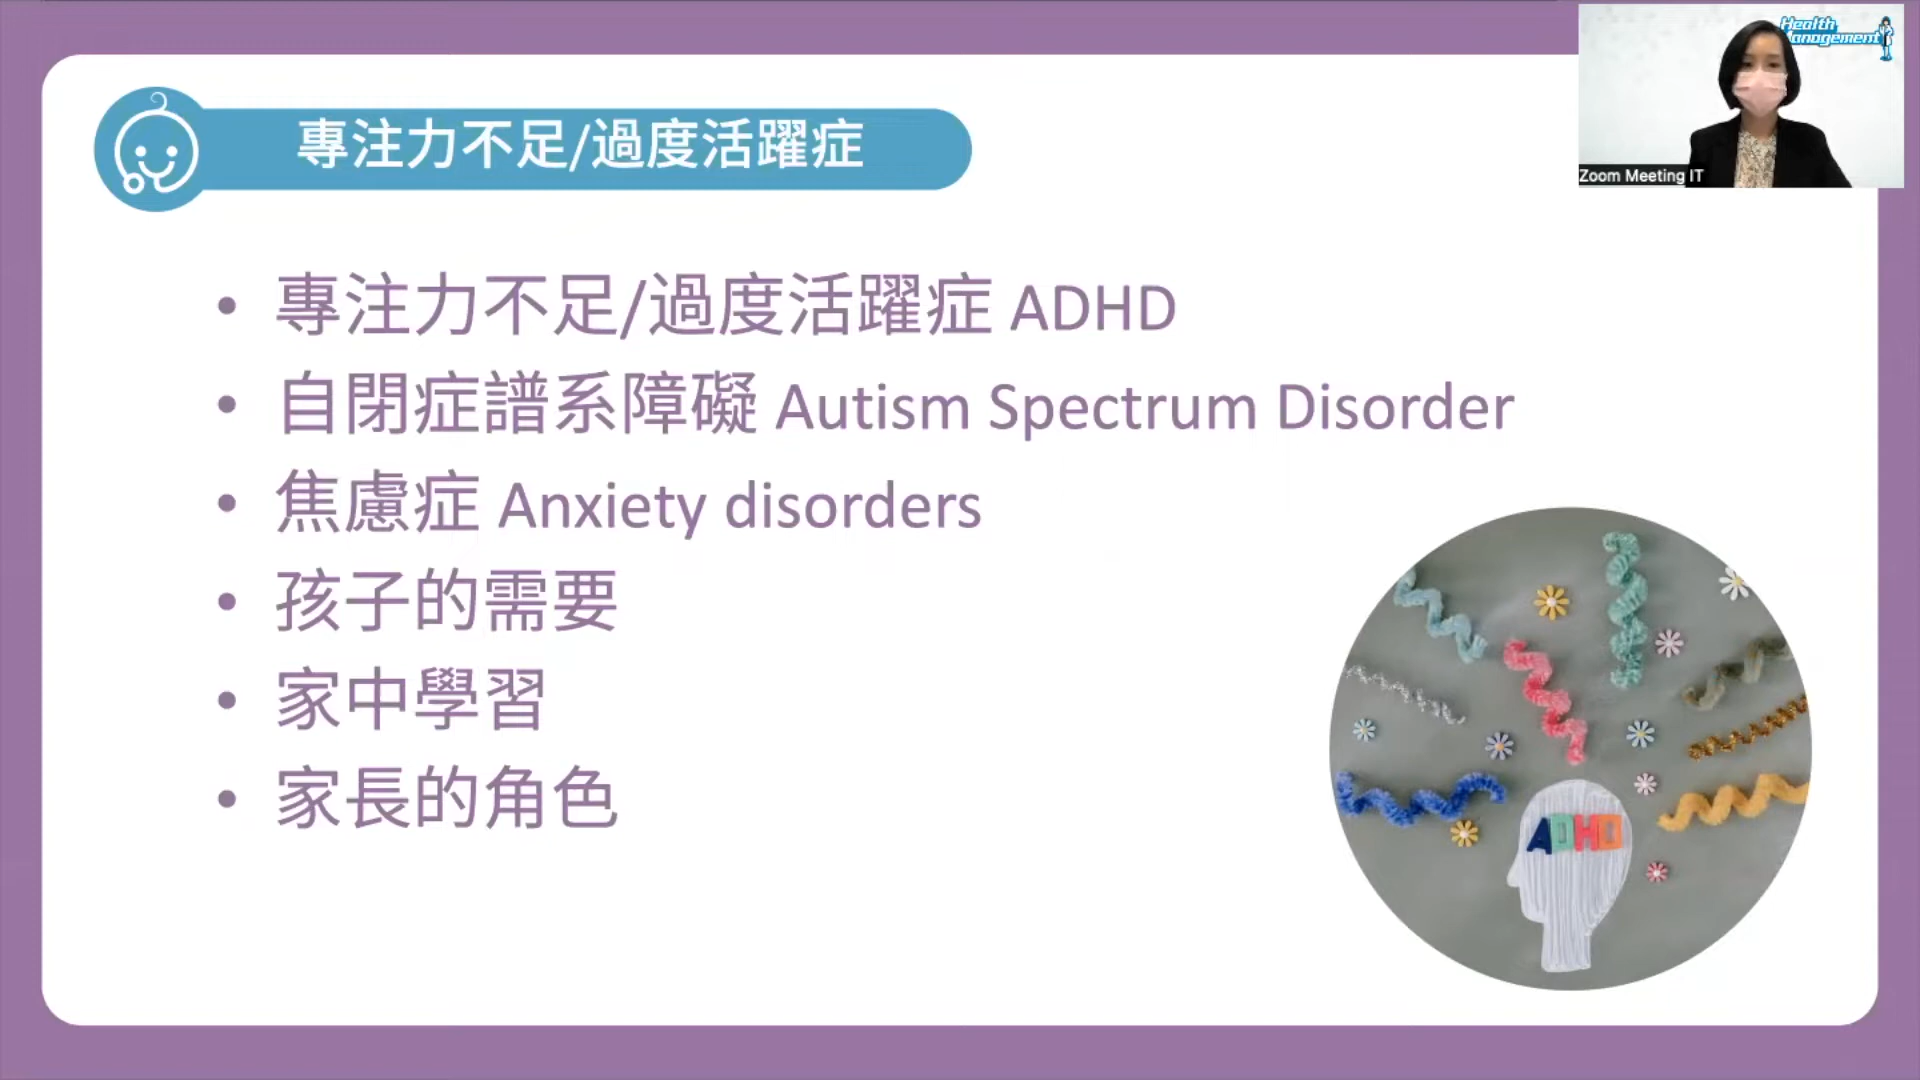 專注力不足/過度活躍症
Health
Management
Zoom Meeting IT
• 專注力不足/過度活躍症 ADHD
• 自閉症譜系障礙 Autism Spectrum Disorder
• 焦慮症 Anxiety disorders
• 孩子的需要
• 家中學習
• 家長的角色
ADHD